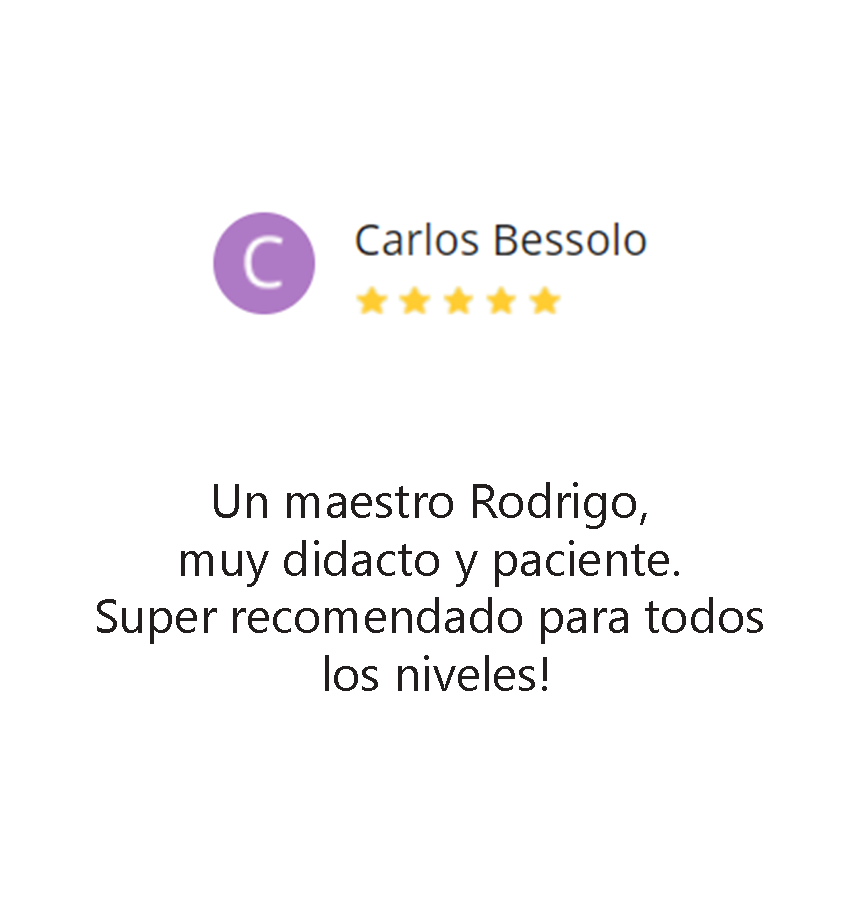 C
Carlos Bessolo
Un maestro Rodrigo,
muy didacto y paciente.
Super recomendado para todos
los niveles!